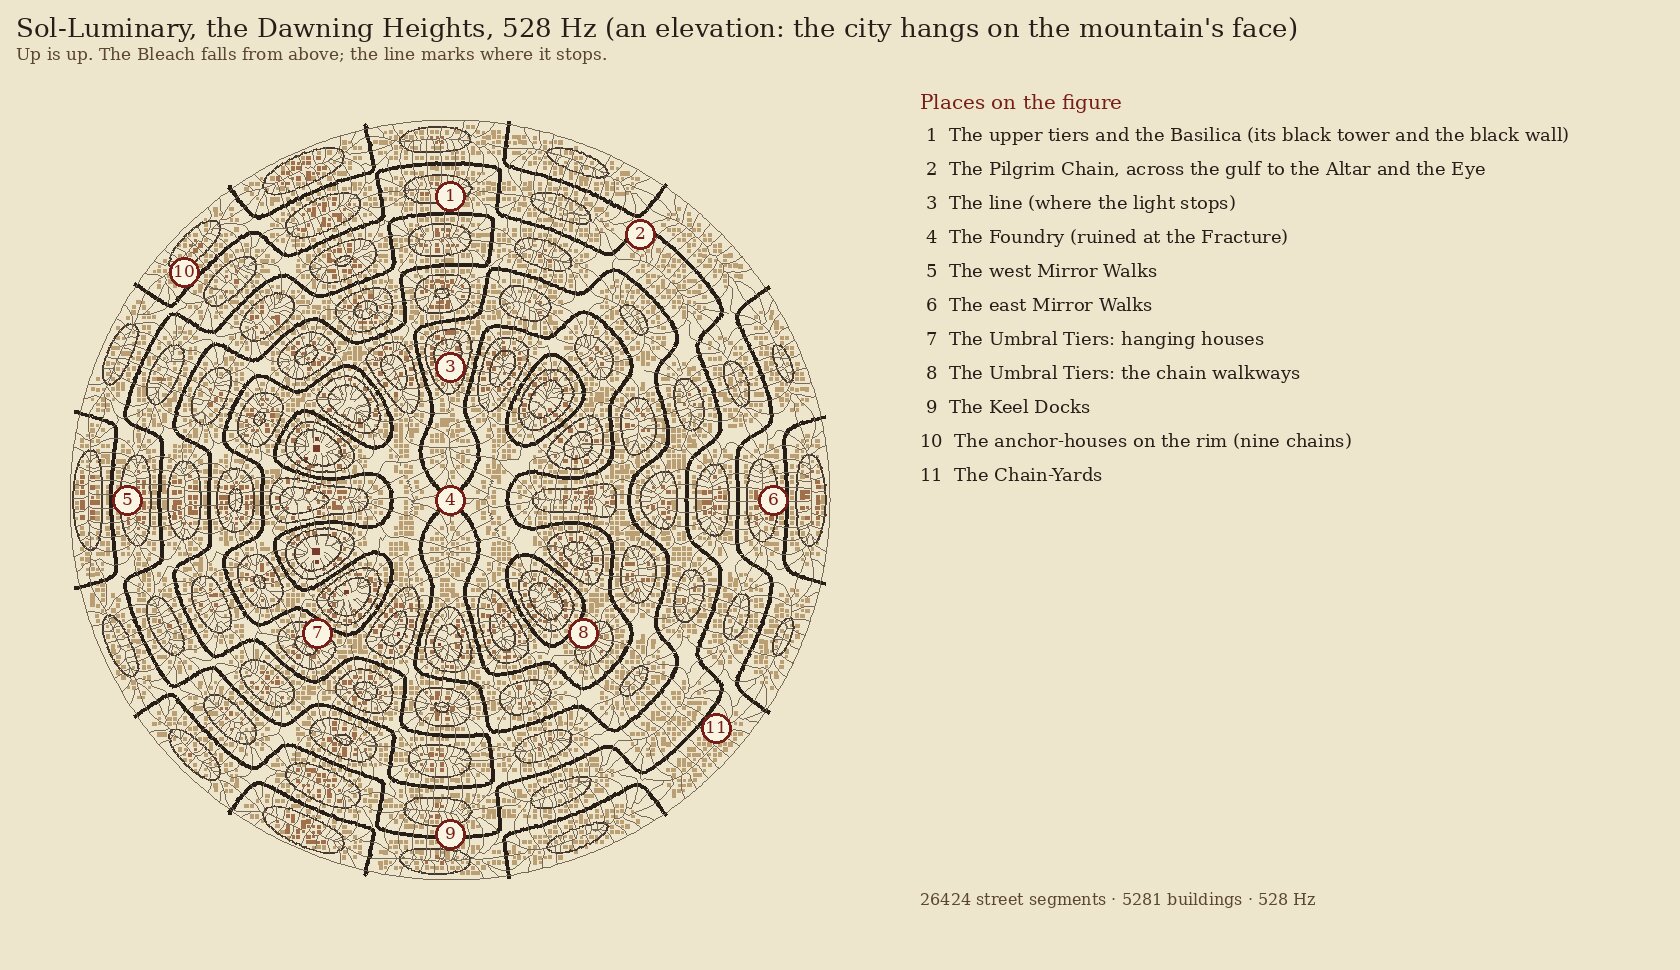 Sol-Luminary, the Dawning Heights, 528 Hz (an elevation: the city hangs on the mountain's face)
Up is up. The Bleach falls from above; the line marks where it stops.
Places on the figure
1 The upper tiers and the Basilica (its black tower and the black wall)
2 The Pilgrim Chain, across the gulf to the Altar and the Eye
3 The line (where the light stops)
4 The Foundry (ruined at the Fracture)
5 The west Mirror Walks
6 The east Mirror Walks
7 The Umbral Tiers: hanging houses
8 The Umbral Tiers: the chain walkways
9 The Keel Docks
10 The anchor-houses on the rim (nine chains)
11 The Chain-Yards
1
2
10
3
5
4
6
7
8
11
9
26424 street segments · 5281 buildings · 528 Hz